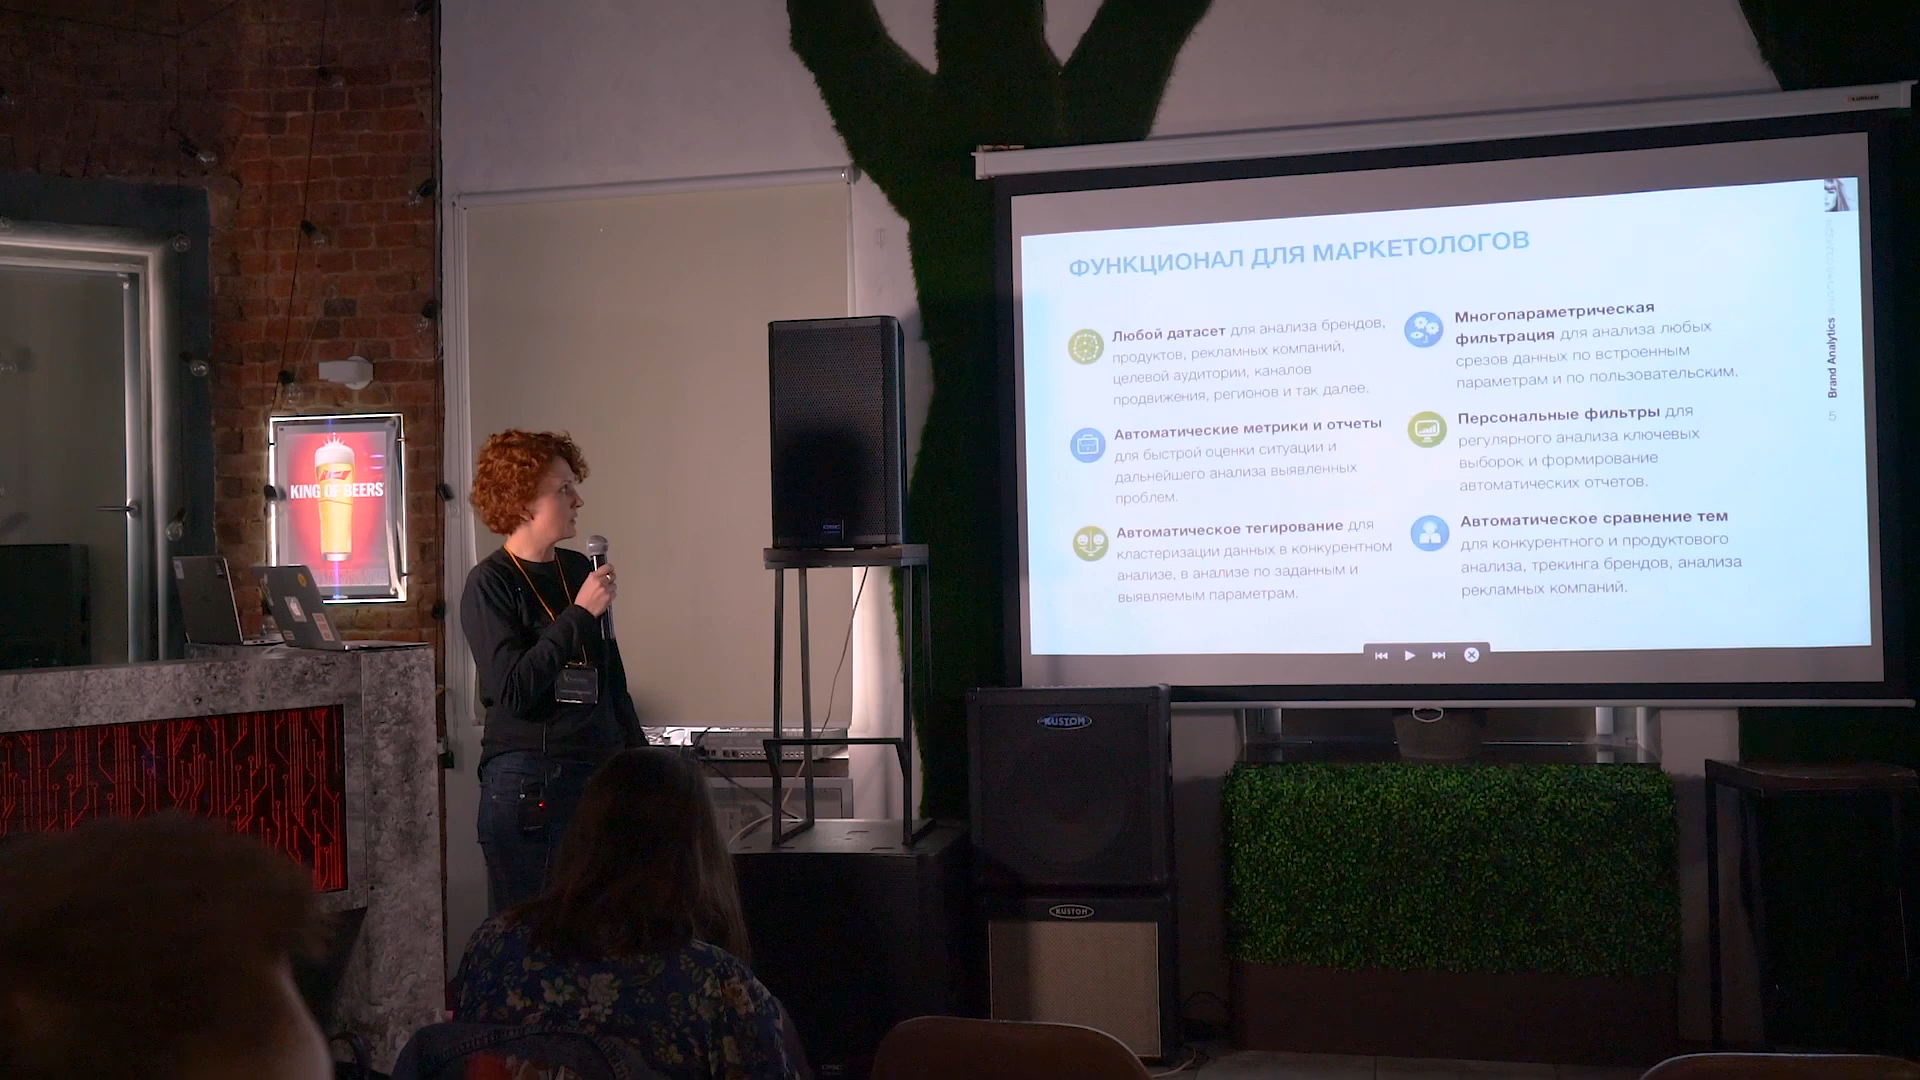 KING OF BEERS
ФУНКЦИОНАЛ ДЛЯ МАРКЕТОЛОГОВ
Любой датасет для анализа брендов,
продуктов, рекламных компаний,
целевой аудитории, каналов
продвижения, регионов и так далее.
Автоматические метрики и отчеты
для быстрой оценки ситуации и
дальнейшего анализа выявленных
проблем.
Автоматическое тегирование для
кластеризации данных в конкурентном
анализе, в анализе по заданным и
выявляемым параметрам.
Многопараметрическая
фильтрация для анализа любых
срезов данных по встроенным
параметрам и по пользовательским.
Персональные фильтры для
регулярного анализа ключевых
выборок и формирование
автоматических отчетов.
Автоматическое сравнение тем
для конкурентного и продуктового
анализа, трекинга брендов, анализа
рекламных компаний.
Brand Analytics
5
KUSTOM
KUSTOM